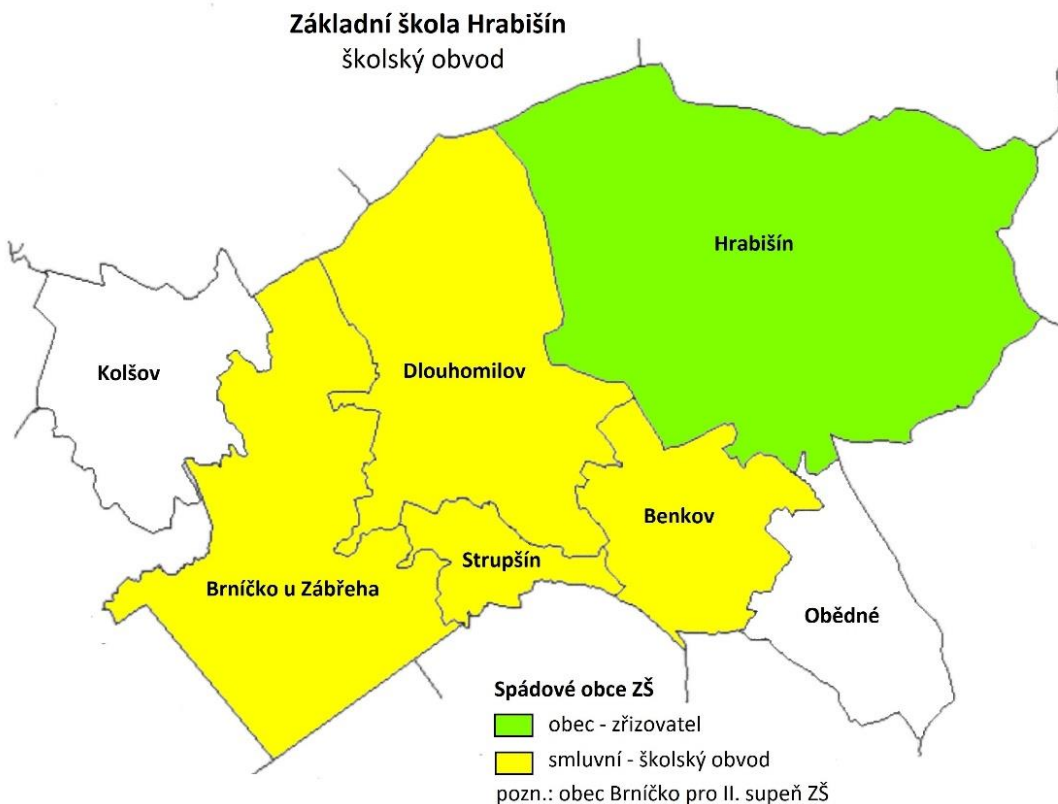 Základní škola Hrabišín
školský obvod
Hrabišín
Kolšov
Dlouhomilov
Benkov
Strupšín
Brníčko u Zábřeha
Obědné
Spádové obce ZŠ
obec - zřizovatel
smluvní - školský obvod
pozn.: obec Brníčko pro II. supeň ZŠ